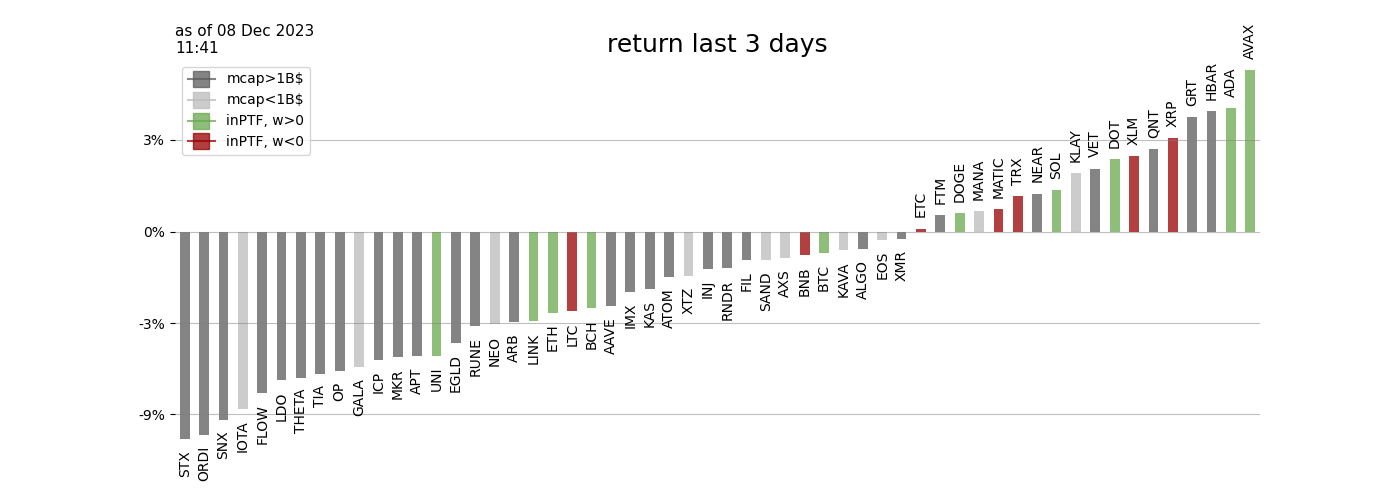 as of 08 Dec 2023
11:41
return last 3 days
mcap>1B$
mcap<1B$
inPTF, w>0
inPTF, w<0
3%
0%
-3%
-9%
STX
ORDI
SNX
IOTA
FLOW
LDO
THETA
TIA
OP
GALA
ICP
MKR
APT
UNI
EGLD
RUNE
NEO
ARB
LINK
ETH
LTC
BCH
AAVE
IMX
KAS
ATOM
XTZ
INJ
RNDR
FIL
SAND
AXS
BNB
BTC
KAVA
ALGO
EOS
XMR
ETC
FTM
DOGE
MANA
MATIC
TRX
NEAR
SOL
KLAY
VET
DOT
XLM
QNT
XRP
GRT
HBAR
ADA
AVAX